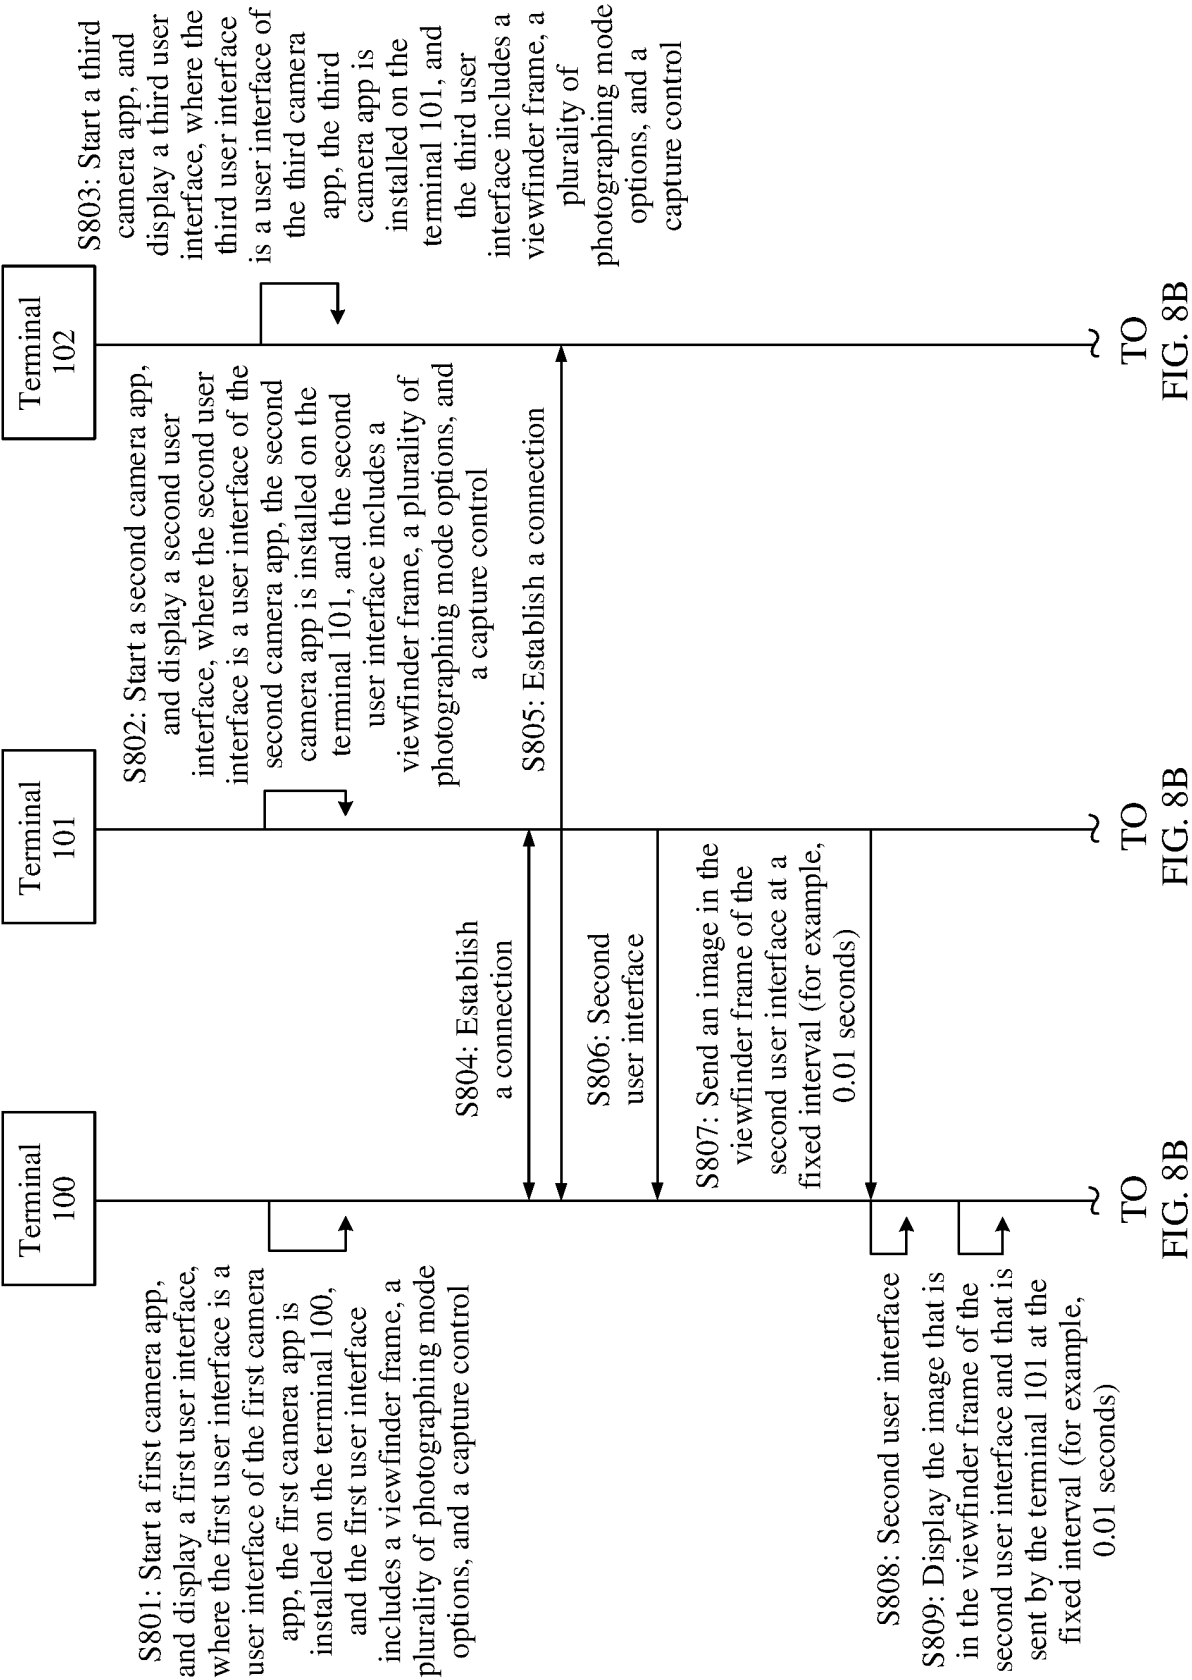 Terminal
100
Terminal
101
Terminal
102
S801: Start a first camera app,
and display a first user interface,
where the first user interface is a
user interface of the first camera
app, the first camera app is
installed on the terminal 100,
and the first user interface
includes a viewfinder frame, a
plurality of photographing mode
options, and a capture control
S802: Start a second camera app,
and display a second user
interface, where the second user
interface is a user interface of the
second camera app, the second
camera app is installed on the
terminal 101, and the second
user interface includes a
viewfinder frame, a plurality of
photographing mode options, and
a capture control
S803: Start a third
camera app, and
display a third user
interface, where the
third user interface
is a user interface of
the third camera
app, the third
camera app is
installed on the
terminal 101, and
the third user
interface includes a
viewfinder frame, a
plurality of
photographing mode
options, and a
capture control
S804: Establish
a connection
S805: Establish a connection
S806: Second
user interface
S807: Send an image in the
viewfinder frame of the
second user interface at a
fixed interval (for example,
0.01 seconds)
S808: Second user interface
S809: Display the image that is
in the viewfinder frame of the
second user interface and that is
sent by the terminal 101 at the
fixed interval (for example,
0.01 seconds)
TO
FIG. 8B
TO
FIG. 8B
TO
FIG. 8B